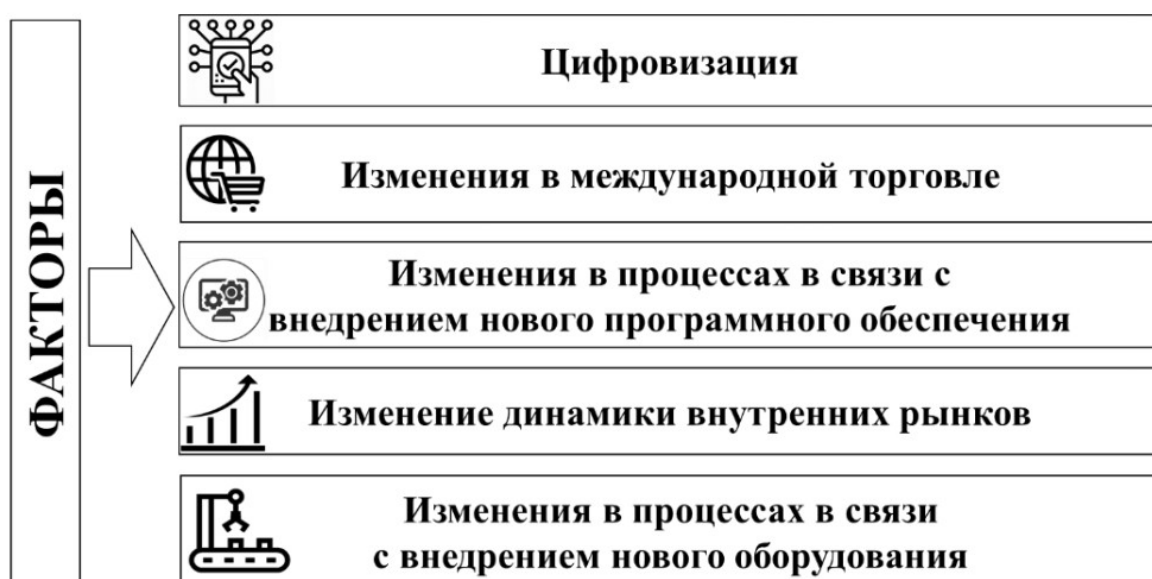 ФАКТОРЫ
Цифровизация
Изменения в международной торговле
Изменения в процессах в связи с
внедрением нового программного обеспечения
Изменение динамики внутренних рынков
Изменения в процессах в связи
с внедрением нового оборудования